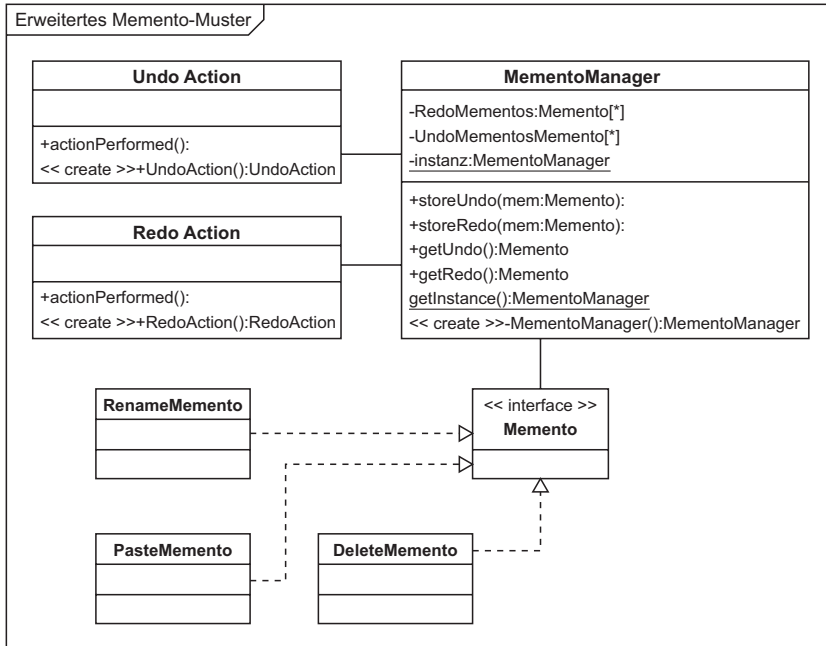 Erweitertes Memento-Muster
Undo Action
+actionPerformed():
<< create >>+UndoAction():UndoAction
Redo Action
+actionPerformed():
<< create >>+RedoAction():RedoAction
MementoManager
-RedoMementos:Memento[*]
-UndoMementosMemento[*]
-instanz:MementoManager
+storeUndo(mem:Memento):
+storeRedo(mem:Memento):
+getUndo():Memento
+getRedo():Memento
getInstance():MementoManager
<< create >>-MementoManager():MementoManager
RenameMemento
<< interface >>
Memento
PasteMemento
DeleteMemento